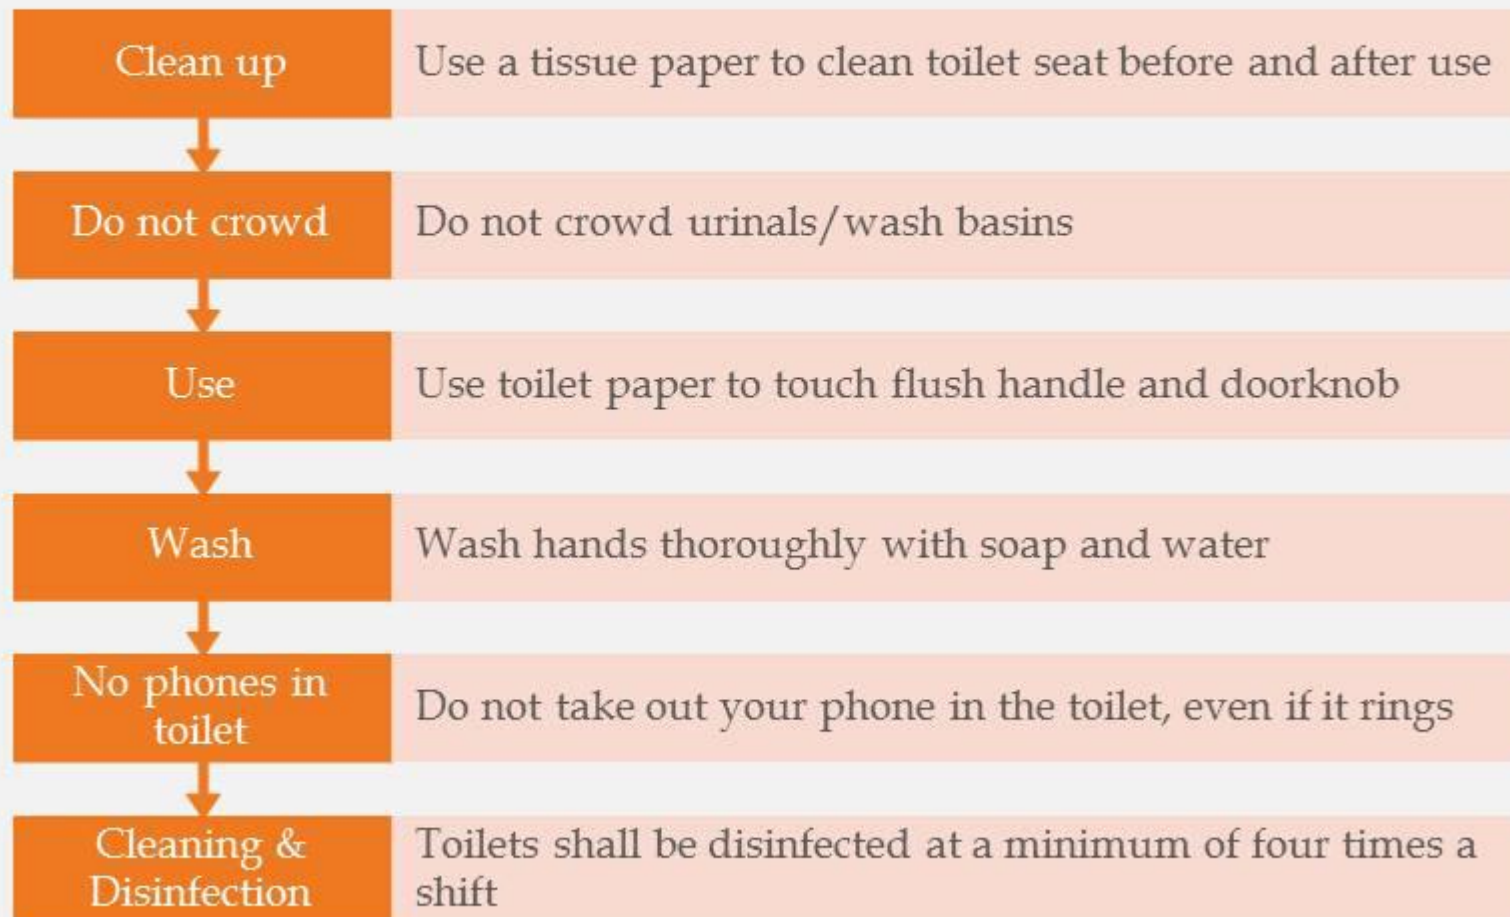 Clean up
Use a tissue paper to clean toilet seat before and after use
Do not crowd
Do not crowd urinals/wash basins
Use
Use toilet paper to touch flush handle and doorknob
Wash
Wash hands thoroughly with soap and water
No phones in
toilet
Do not take out your phone in the toilet, even if it rings
Cleaning &
Disinfection
Toilets shall be disinfected at a minimum of four times a
shift